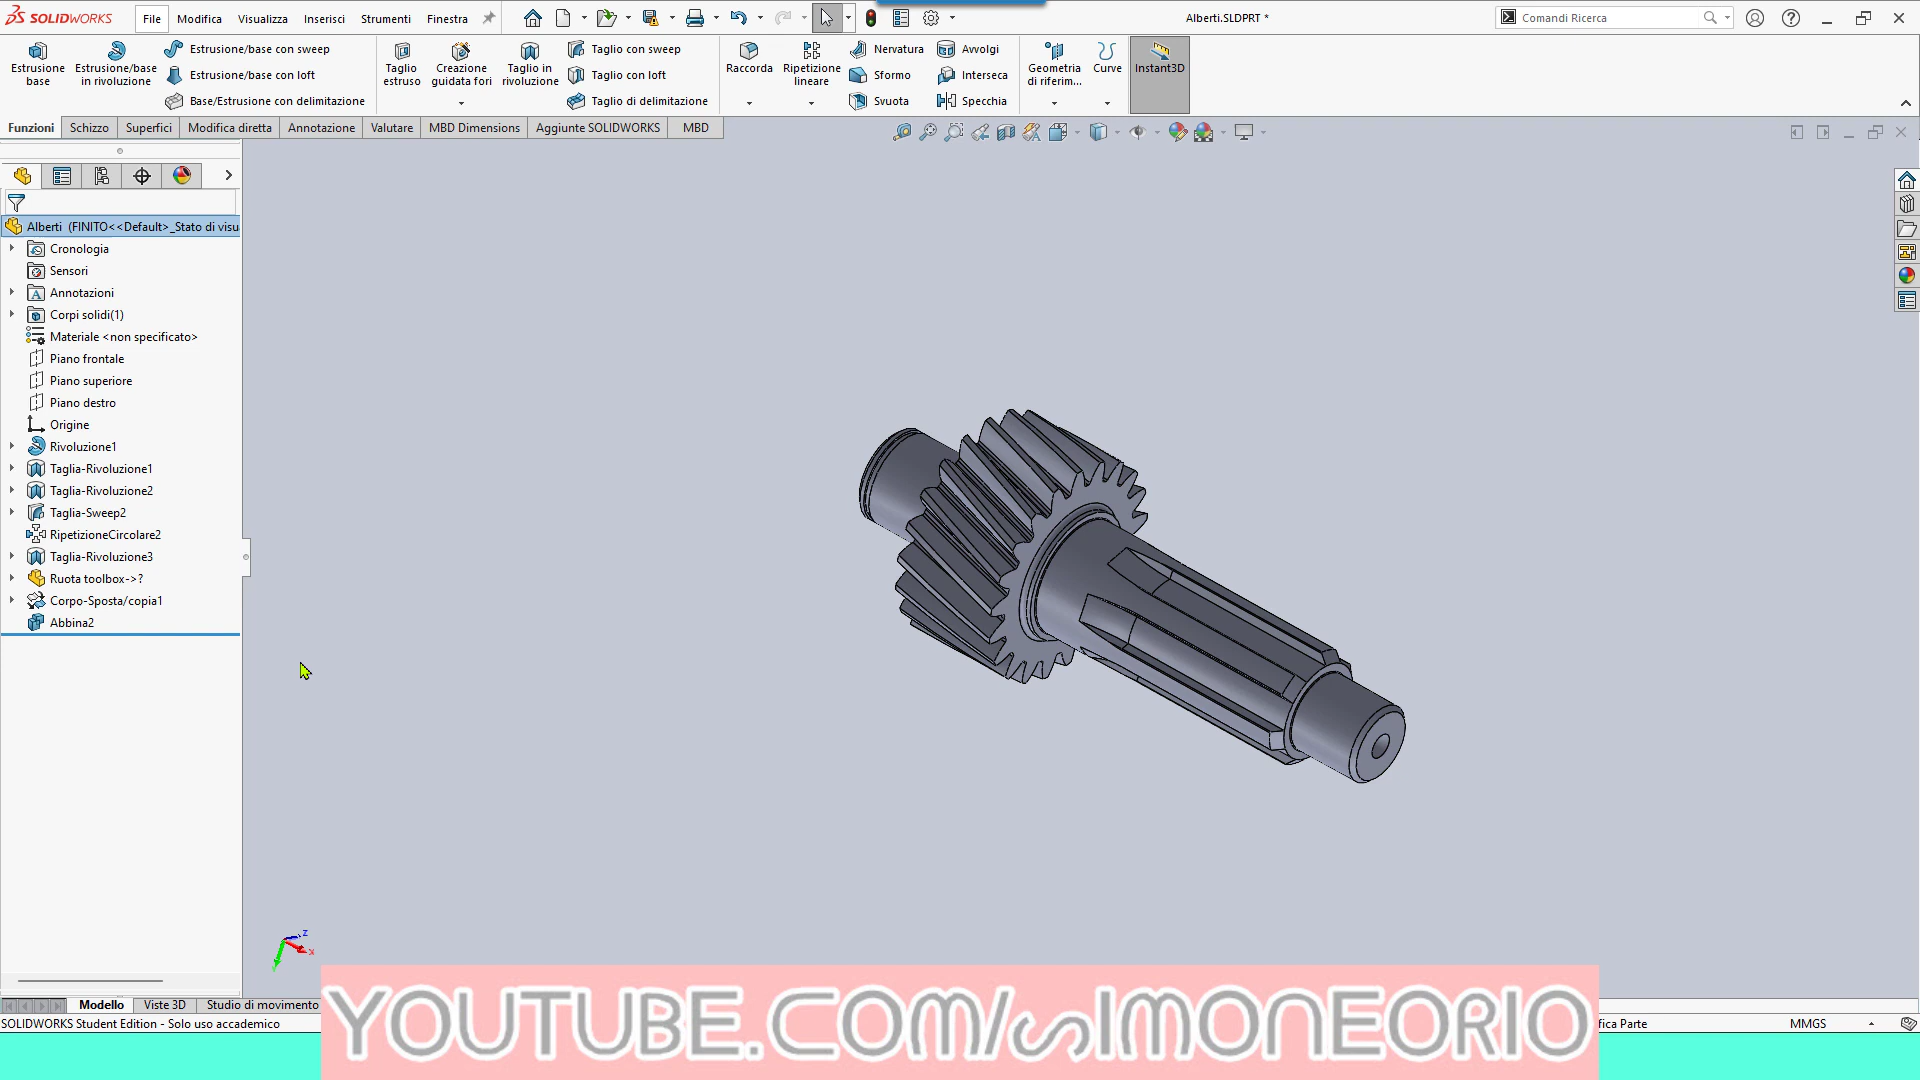 SOLIDWORKS
File Modifica Visualizza Inserisci Strumenti Finestra
Alberti.SLDPRT *
Comandi Ricerca
Estrusione base
Estrusione/base in rivoluzione
Estrusione/base con sweep
Estrusione/base con loft
Base/Estrusione con delimitazione
Taglio estruso
Creazione guidata fori
Taglio in rivoluzione
Taglio con sweep
Taglio con loft
Taglio di delimitazione
Raccorda
Ripetizione lineare
Nervatura
Sformo
Svuota
Avvolgi
Interseca
Specchia
Geometria di riferim...
Curve
Instant3D
Funzioni Schizzo Superfici Modifica diretta Annotazione Valutare MBD Dimensions Aggiunte SOLIDWORKS MBD
Alberti (FINITO<<Default>_Stato di visu
Cronologia
Sensori
Annotazioni
Corpi solidi(1)
Materiale <non specificato>
Piano frontale
Piano superiore
Piano destro
Origine
Rivoluzione1
Taglia-Rivoluzione1
Taglia-Rivoluzione2
Taglia-Sweep2
RipetizioneCircolare2
Taglia-Rivoluzione3
Ruota toolbox->?
Corpo-Sposta/copia1
Abbina2
z
x
Modello Viste 3D Studio di movimento
SOLIDWORKS Student Edition - Solo uso accademico
fica Parte
MMGS
YOUTUBE.COM/SIMONEORIO